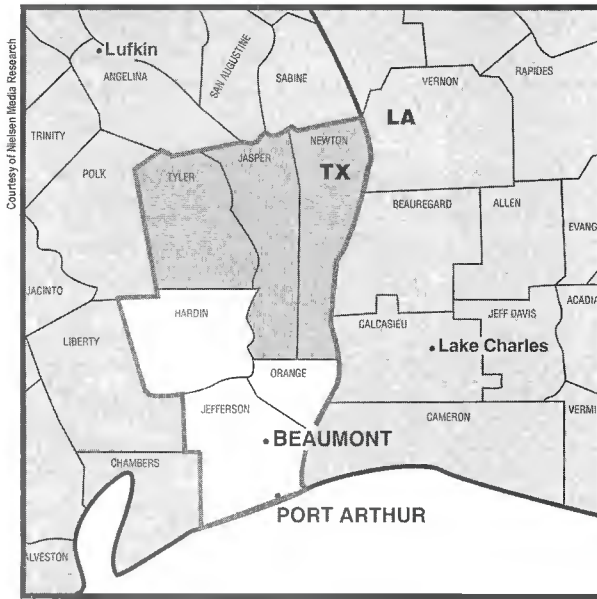 Courtesy of Nielsen Media Research
Lufkin
ANGELINA
SAN AUGUSTINE
SABINE
VERNON
RAPIDES
LA
TRINITY
POLK
TYLER
JASPER
NEWTON
TX
BEAUREGARD
ALLEN
EVANG
JACINTO
LIBERTY
HARDIN
CALCASIEU
JEFF DAVIS
ACADIA
Lake Charles
ORANGE
JEFFERSON
CAMERON
VERMI
BEAUMONT
CHAMBERS
PORT ARTHUR
ALVESTON